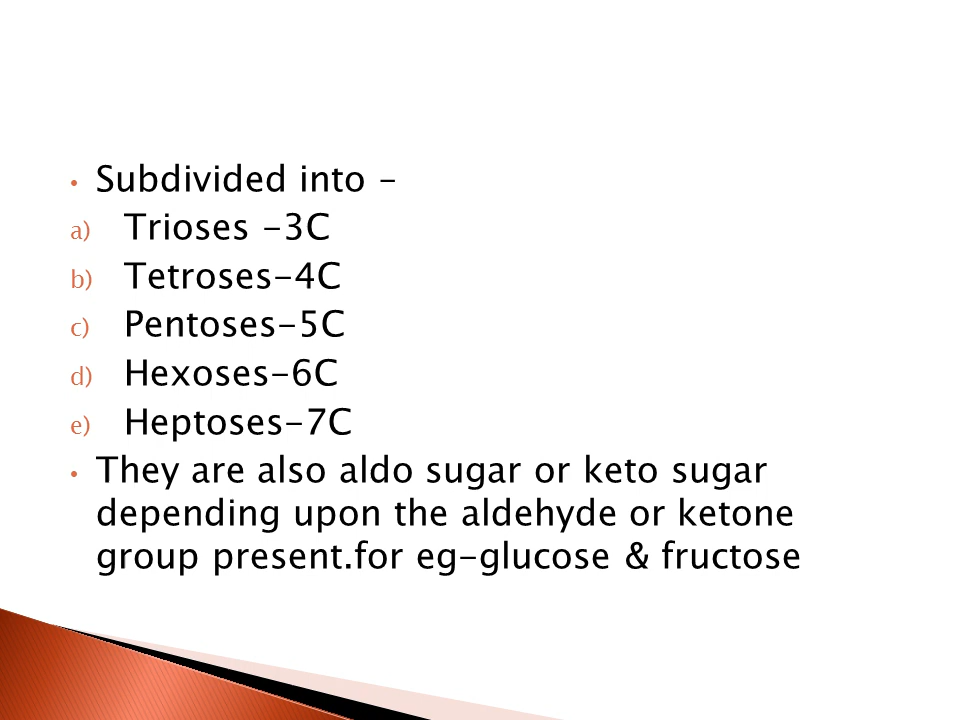 • Subdivided into –
a) Trioses -3C
b) Tetroses-4C
c) Pentoses-5C
d) Hexoses-6C
e) Heptoses-7C
• They are also aldo sugar or keto sugar
depending upon the aldehyde or ketone
group present.for eg-glucose & fructose